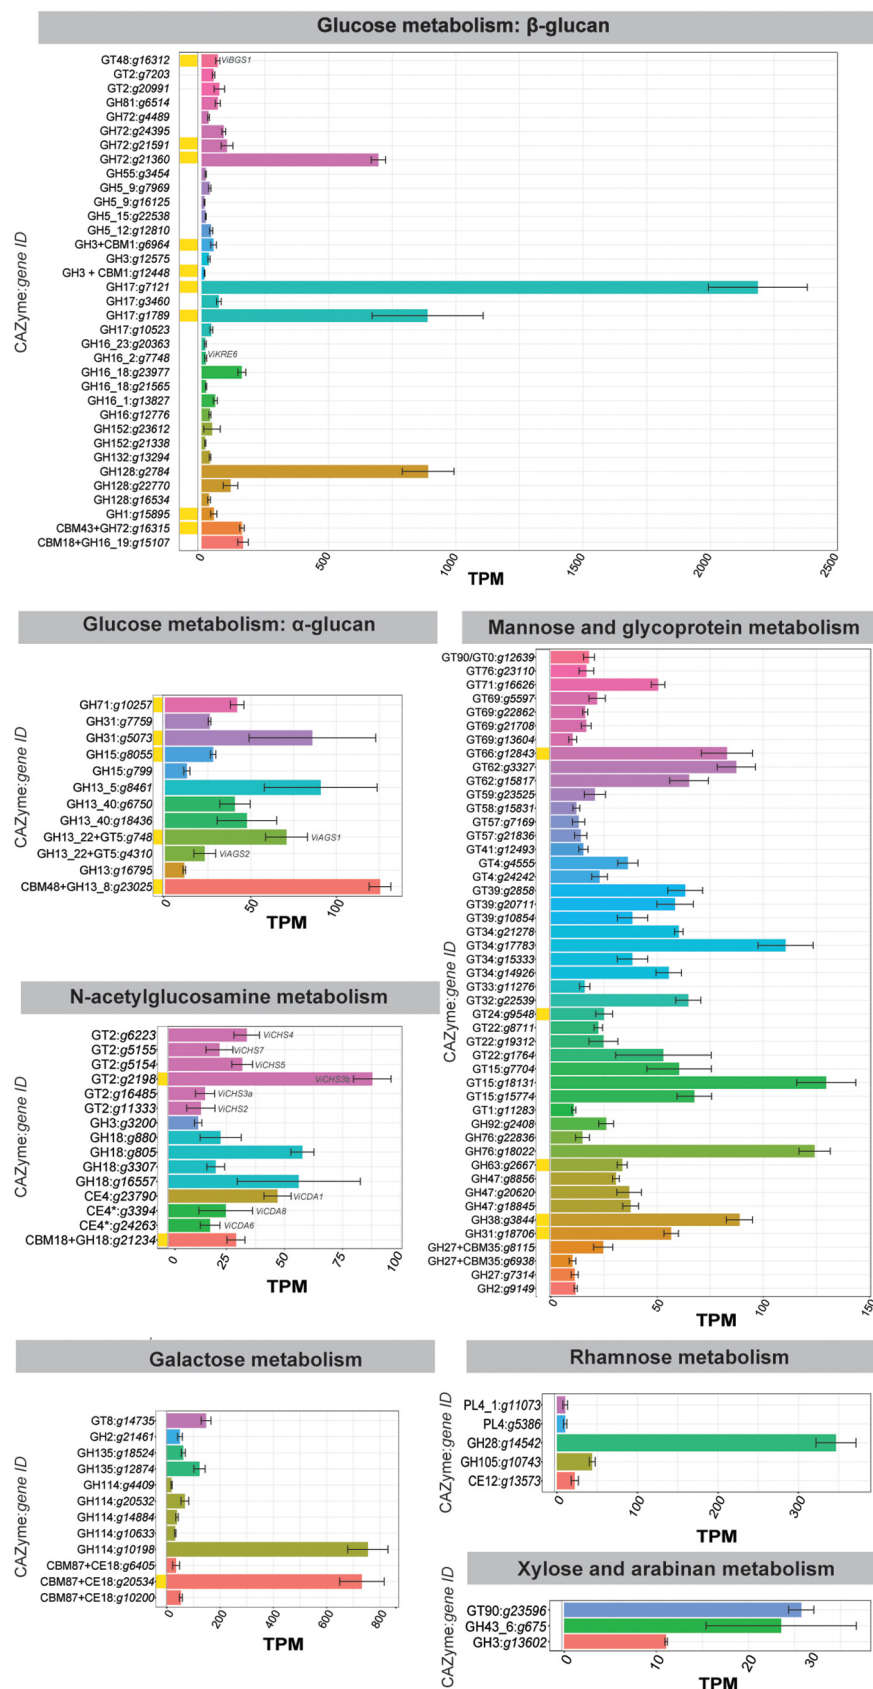 Glucose metabolism: β-glucan
CAZyme:gene ID
GT48:g16312
ViBGS1
GT2:g7203
GT2:g20991
GH81:g6514
GH72:g4489
GH72:g24395
GH72:g21591
GH72:g21360
GH55:g3454
GH5_9:g7969
GH5_9:g16125
GH5_15:g22538
GH5_12:g12810
GH3+CBM1:g6964
GH3:g12575
GH3 + CBM1:g12448
GH17:g7121
GH17:g3460
GH17:g1789
GH17:g10523
GH16_23:g20363
GH16_2:g7748
ViKRE6
GH16_18:g23977
GH16_18:g21565
GH16_1:g13827
GH16:g12776
GH152:g23612
GH152:g21338
GH132:g13294
GH128:g2784
GH128:g22770
GH128:g16534
GH1:g15895
CBM43+GH72:g16315
CBM18+GH16_19:g15107
0 500 1000 1500 2000 2500
TPM
Glucose metabolism: α-glucan
CAZyme:gene ID
GH71:g10257
GH31:g7759
GH31:g5073
GH15:g8055
GH15:g799
GH13_5:g8461
GH13_40:g6750
GH13_40:g18436
GH13_22+GT5:g748
ViAGS1
GH13_22+GT5:g4310
ViAGS2
GH13:g16795
CBM48+GH13_8:g23025
0 50 100
TPM
N-acetylglucosamine metabolism
CAZyme:gene ID
GT2:g6223
ViCHS4
GT2:g5155
ViCHS7
GT2:g5154
ViCHS5
GT2:g2198
ViCHS3b
GT2:g16485
ViCHS3a
GT2:g11333
ViCHS2
GH3:g3200
GH18:g880
GH18:g805
GH18:g3307
GH18:g16557
CE4:g23790
ViCDA1
CE4*:g3394
ViCDA8
CE4*:g24263
ViCDA6
CBM18+GH18:g21234
0 25 50 75 100
TPM
Mannose and glycoprotein metabolism
CAZyme:gene ID
GT90/GT0:g12639
GT76:g23110
GT71:g16626
GT69:g5597
GT69:g22862
GT69:g21708
GT69:g13604
GT66:g12843
GT62:g3327
GT62:g15817
GT59:g23525
GT58:g15831
GT57:g7169
GT57:g21836
GT41:g12493
GT4:g4555
GT4:g24242
GT39:g2858
GT39:g20711
GT39:g10854
GT34:g21278
GT34:g17783
GT34:g15333
GT34:g14926
GT33:g11276
GT32:g22539
GT24:g9548
GT22:g8711
GT22:g19312
GT22:g1764
GT15:g7704
GT15:g18131
GT15:g15774
GT1:g11283
GH92:g2408
GH76:g22836
GH76:g18022
GH63:g2667
GH47:g8856
GH47:g20620
GH47:g18845
GH38:g3844
GH31:g18706
GH27+CBM35:g8115
GH27+CBM35:g6938
GH27:g7314
GH2:g9149
0 50 100 150
TPM
Galactose metabolism
CAZyme:gene ID
GT8:g14735
GH2:g21461
GH135:g18524
GH135:g12874
GH114:g4409
GH114:g20532
GH114:g14884
GH114:g10633
GH114:g10198
CBM87+CE18:g6405
CBM87+CE18:g20534
CBM87+CE18:g10200
0 200 400 600 800
TPM
Rhamnose metabolism
CAZyme:gene ID
PL4_1:g11073
PL4:g5386
GH28:g14542
GH105:g10743
CE12:g13573
0 100 200 300
TPM
Xylose and arabinan metabolism
CAZyme:gene ID
GT90:g23596
GH43_6:g675
GH3:g13602
0 10 20 30
TPM